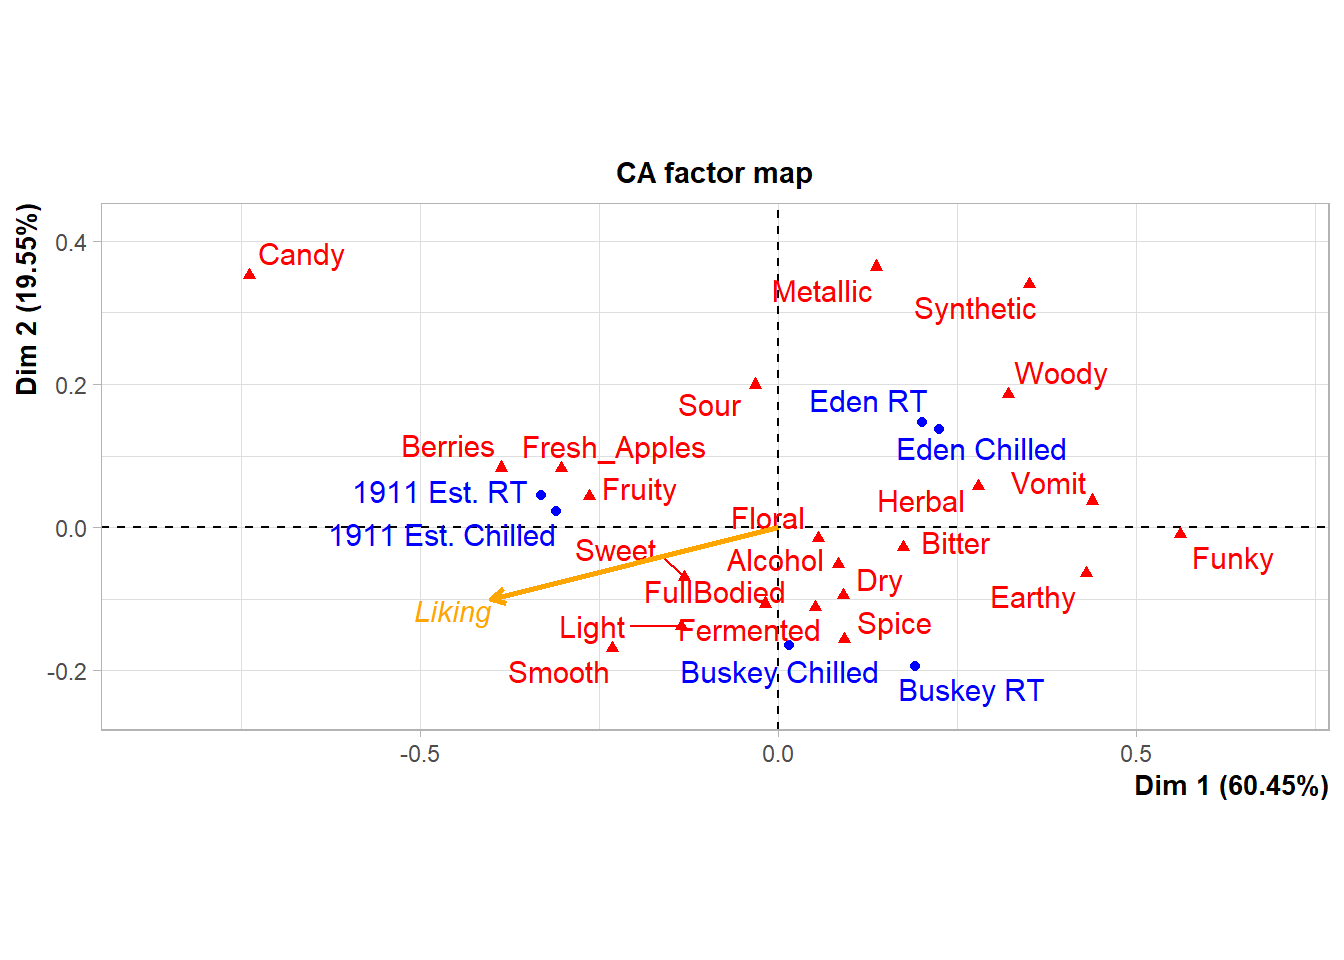 CA factor map
Dim 2 (19.55%)
0.4
0.2
0.0
-0.2
Candy
Metallic
Synthetic
Woody
Sour
Eden RT
Eden Chilled
Berries
Fresh_Apples
1911 Est. RT
Fruity
Herbal
Vomit
Floral
1911 Est. Chilled
Sweet
Alcohol
Bitter
Funky
FullBodied
Dry
Earthy
Liking
Light
Fermented
Spice
Smooth
Buskey Chilled
Buskey RT
-0.5
0.0
0.5
Dim 1 (60.45%)